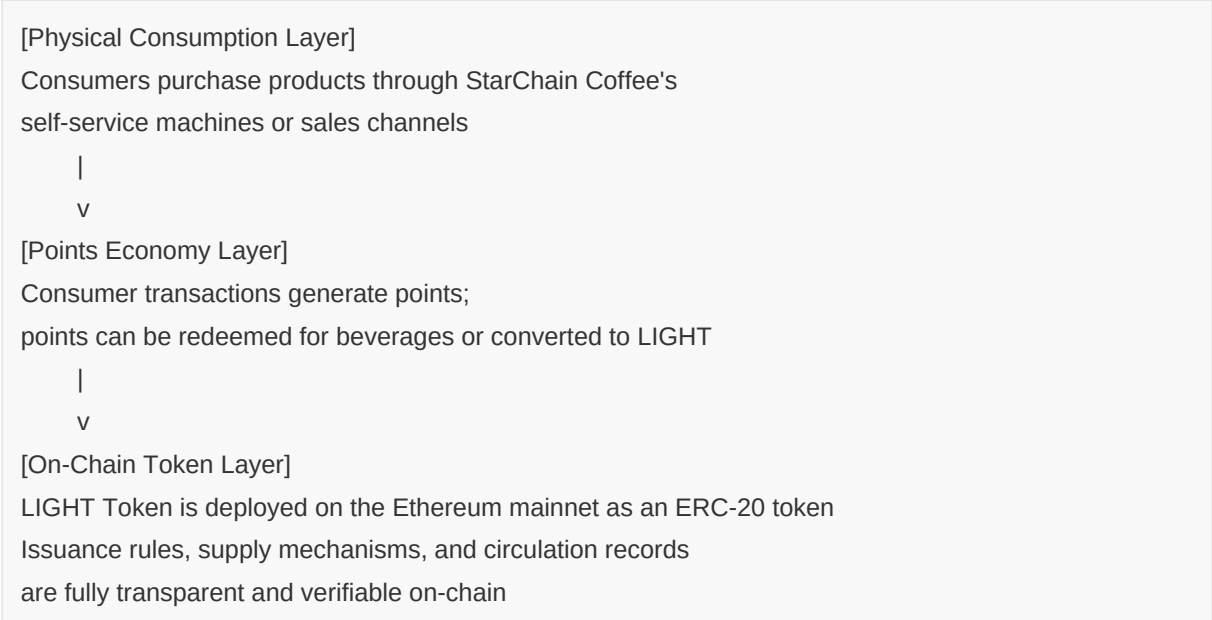 [Physical Consumption Layer]
Consumers purchase products through StarChain Coffee's
self-service machines or sales channels
|
v
[Points Economy Layer]
Consumer transactions generate points;
points can be redeemed for beverages or converted to LIGHT
|
v
[On-Chain Token Layer]
LIGHT Token is deployed on the Ethereum mainnet as an ERC-20 token
Issuance rules, supply mechanisms, and circulation records
are fully transparent and verifiable on-chain